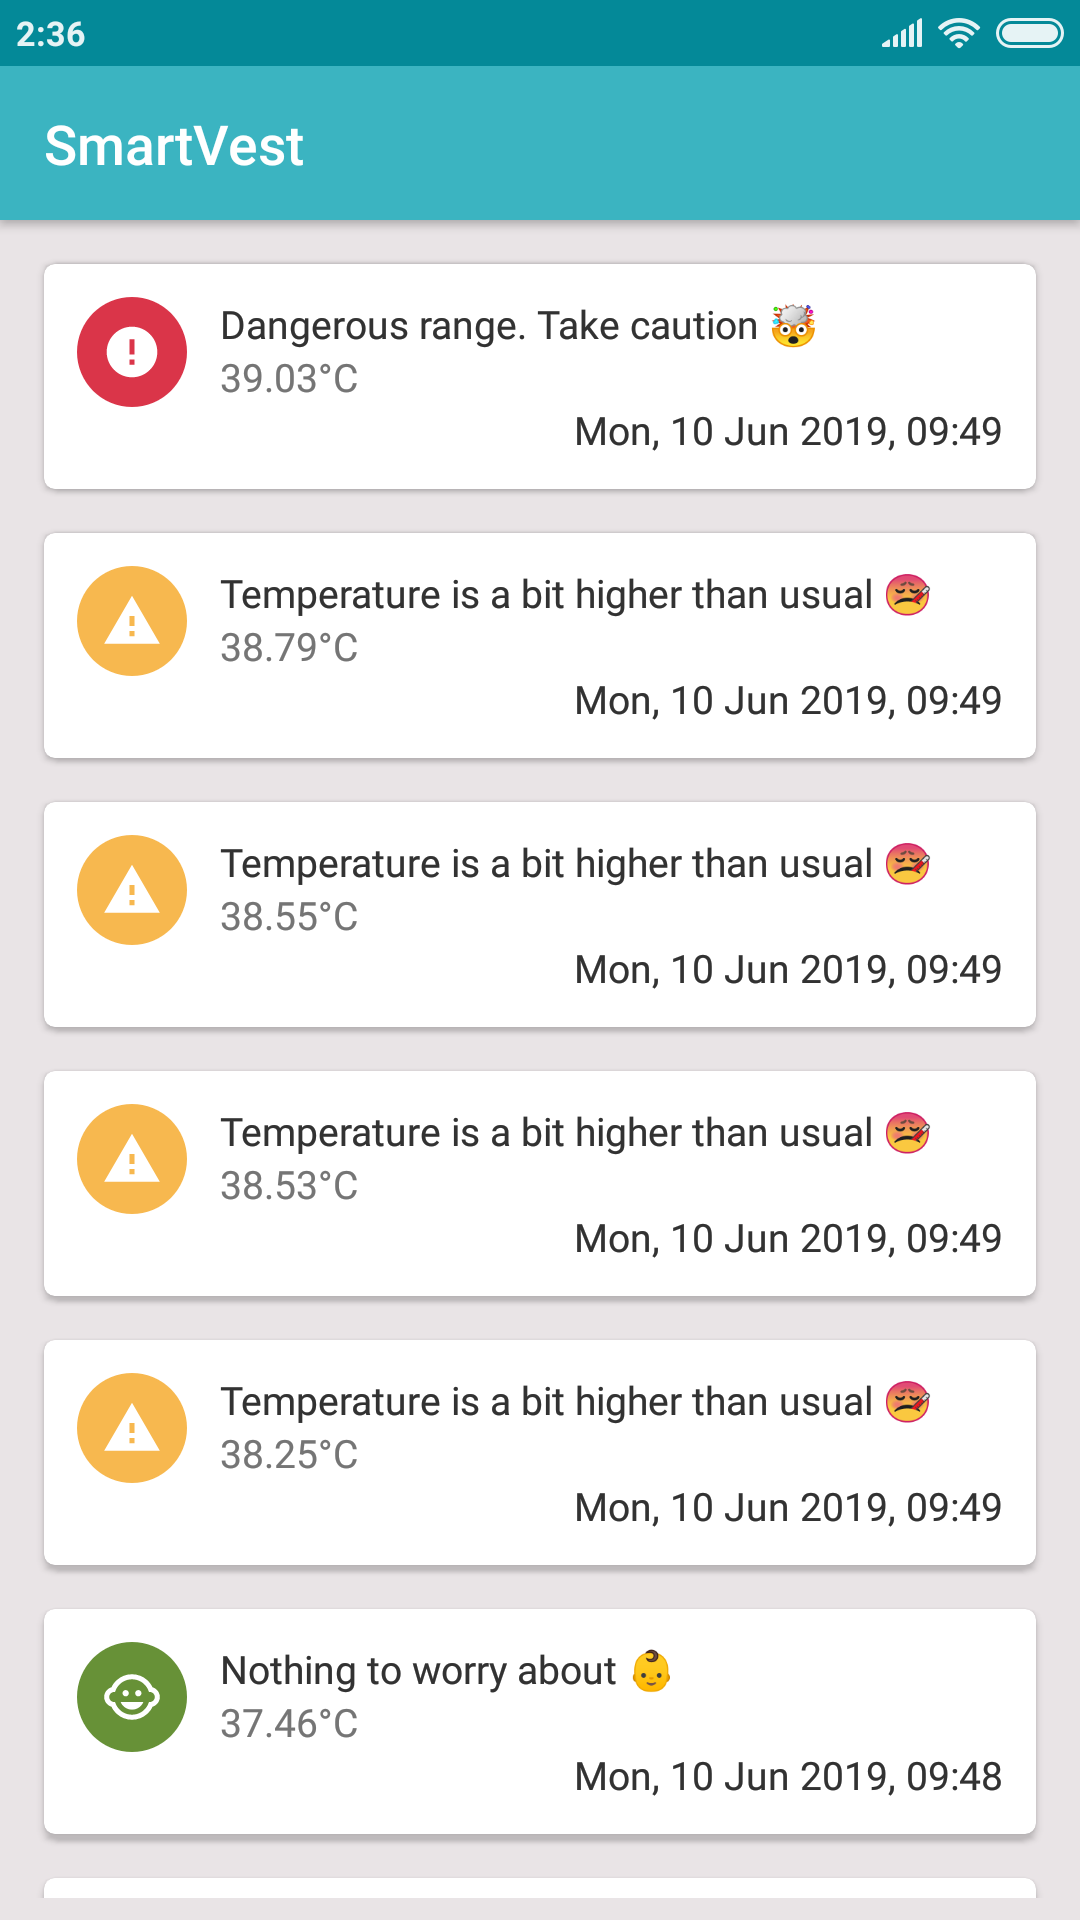 2:36
SmartVest
Dangerous range. Take caution 🤯
39.03°C
Mon, 10 Jun 2019, 09:49
Temperature is a bit higher than usual 🤒
38.79°C
Mon, 10 Jun 2019, 09:49
Temperature is a bit higher than usual 🤒
38.55°C
Mon, 10 Jun 2019, 09:49
Temperature is a bit higher than usual 🤒
38.53°C
Mon, 10 Jun 2019, 09:49
Temperature is a bit higher than usual 🤒
38.25°C
Mon, 10 Jun 2019, 09:49
Nothing to worry about 👶
37.46°C
Mon, 10 Jun 2019, 09:48